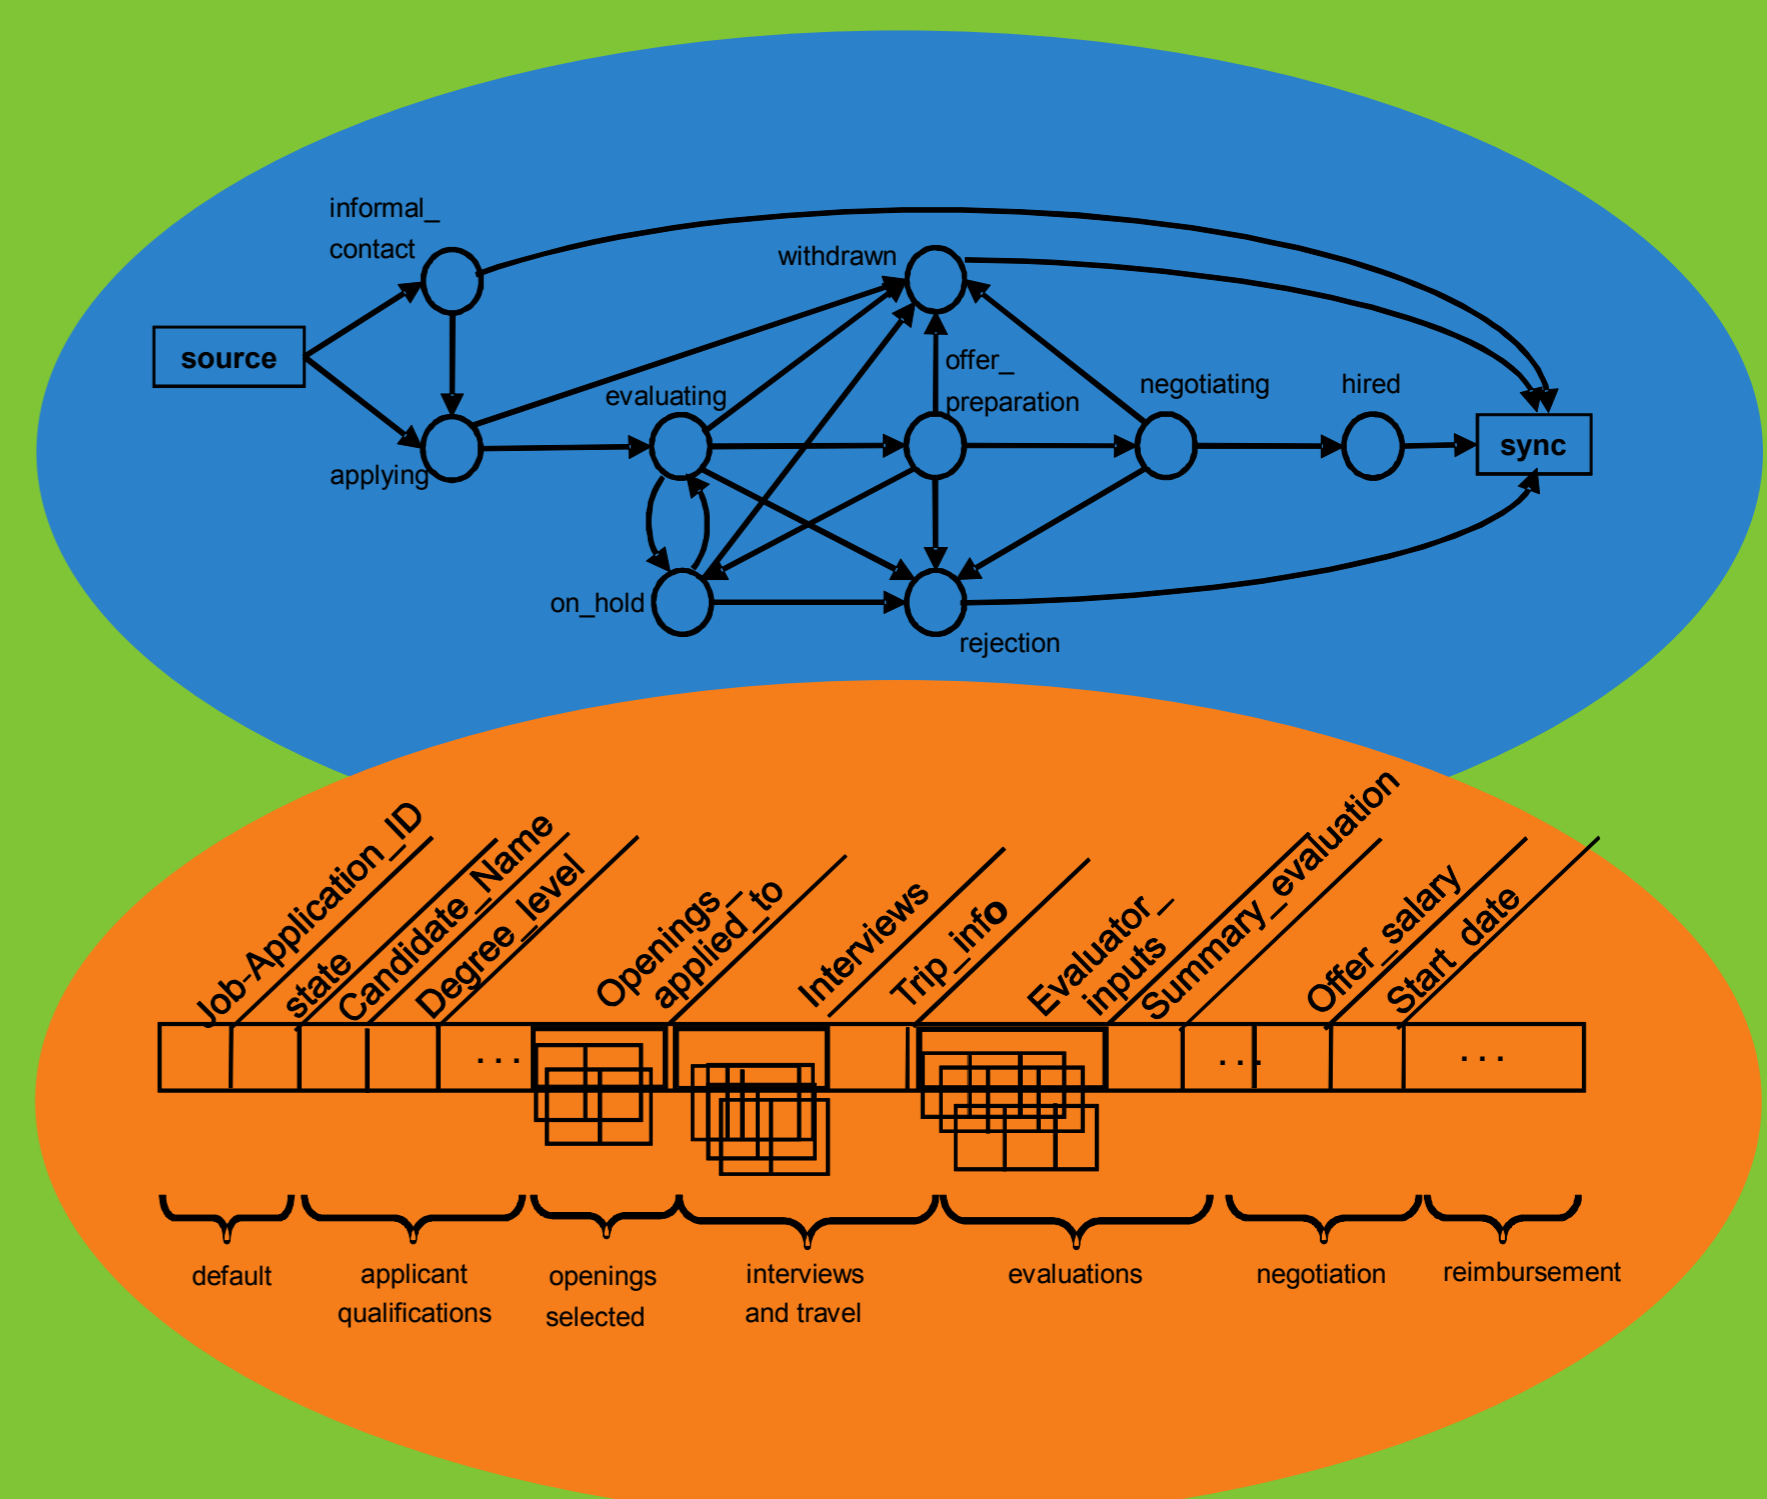 informal_
contact
withdrawn
source
offer_
preparation
evaluating
negotiating
hired
applying
sync
on_hold
rejection
Job-Application_ID
state
Candidate_Name
Degree_level
Openings_
applied_to
Interviews
Trip_info
Evaluator_
inputs
Summary_evaluation
Offer_salary
Start_date
. . .
. . .
. . .
default
applicant
qualifications
openings
selected
interviews
and travel
evaluations
negotiation
reimbursement